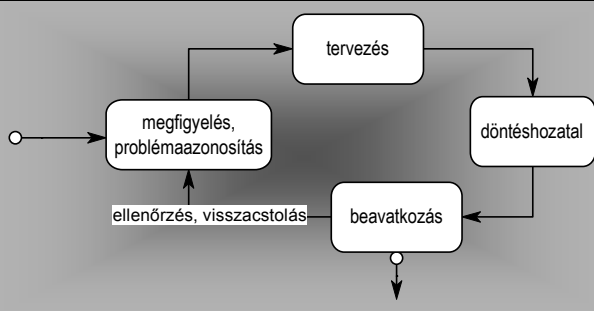 tervezés
megfigyelés,
problémaazonosítás
döntéshozatal
ellenőrzés, visszacstolás
beavatkozás